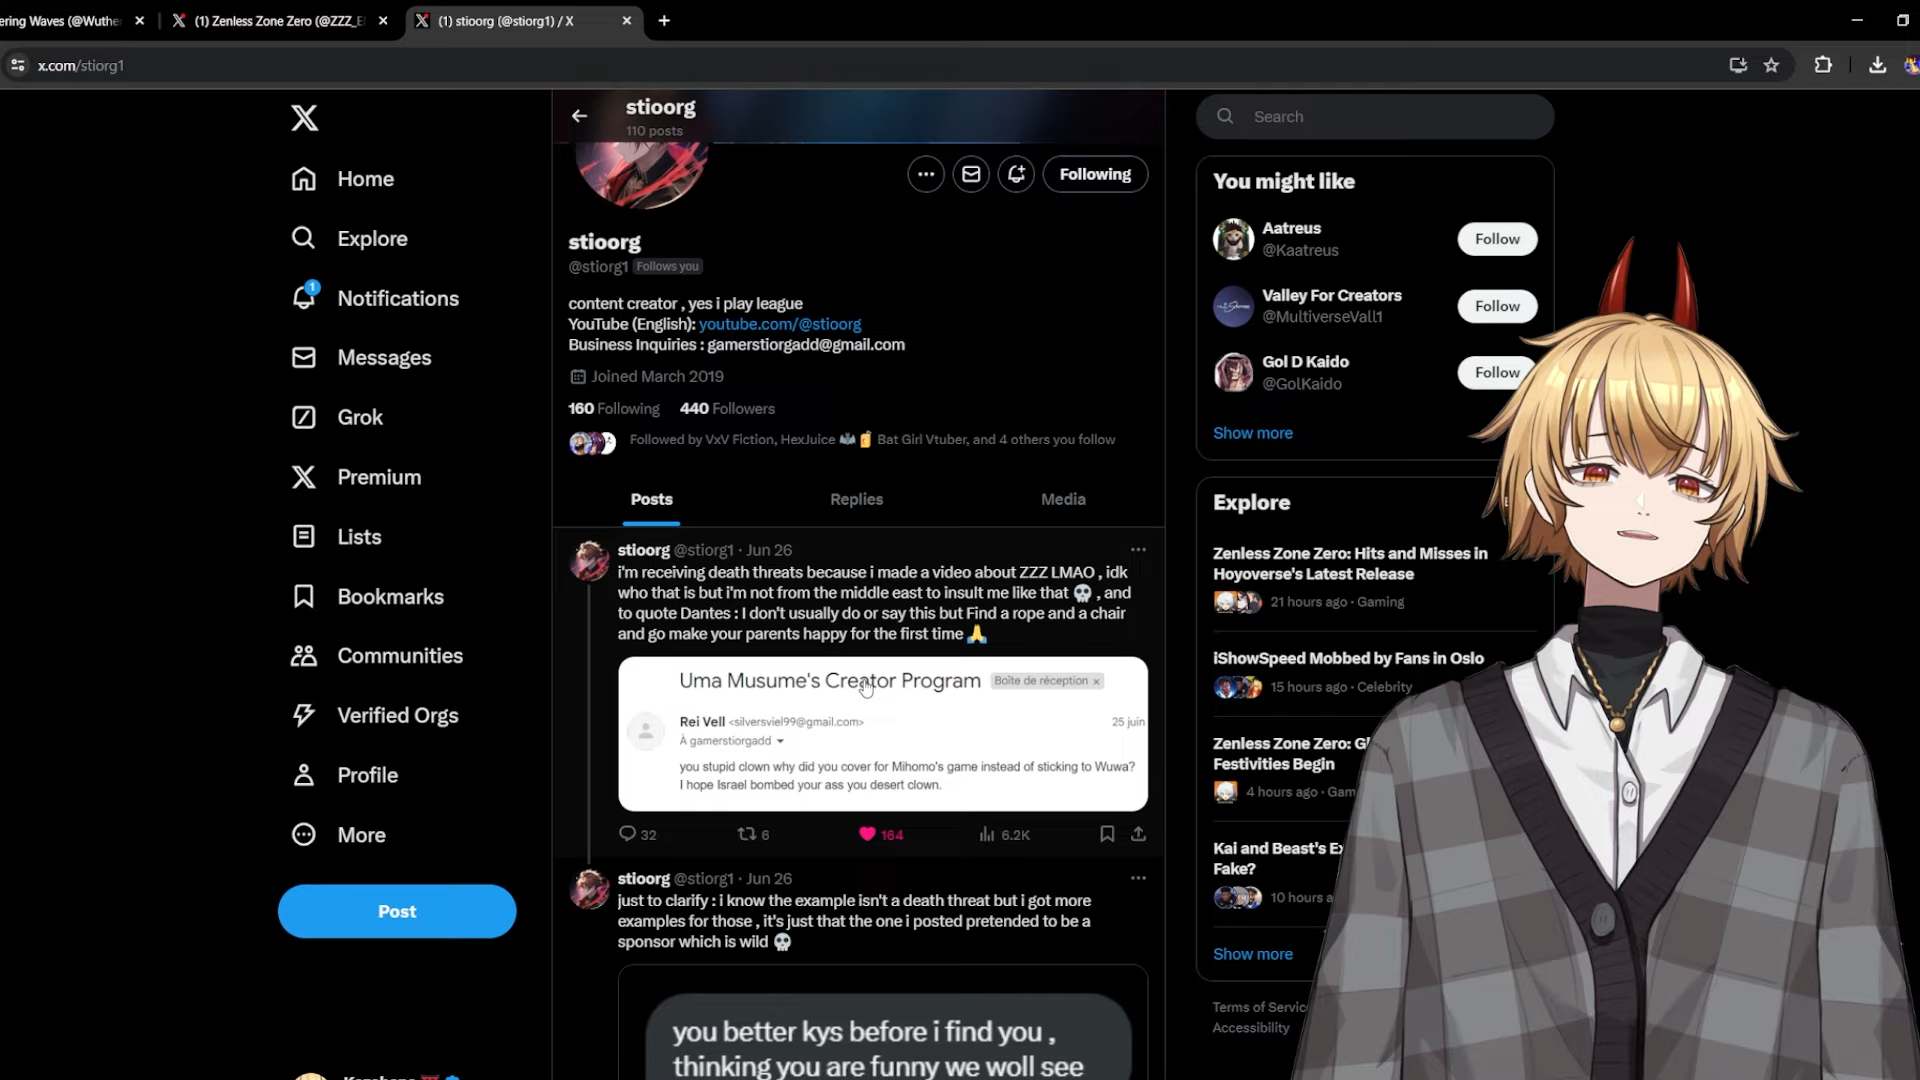 ering Waves (@Wuthe
(1) Zenless Zone Zero (@ZZZ_E
(1) stioorg (@stiorg1) / X
x.com/stiorg1
Home
Explore
1
Notifications
Messages
Grok
Premium
Lists
Bookmarks
Communities
Verified Orgs
Profile
More
Post
stioorg
110 posts
Following
stioorg
@stiorg1 Follows you
content creator , yes i play league
YouTube (English): youtube.com/@stioorg
Business Inquiries : gamerstiorgadd@gmail.com
Joined March 2019
160 Following 440 Followers
Followed by VxV Fiction, HexJuice 🦇🧃 Bat Girl Vtuber, and 4 others you follow
Posts
Replies
Media
stioorg @stiorg1 · Jun 26
i'm receiving death threats because i made a video about ZZZ LMAO , idk
who that is but i'm not from the middle east to insult me like that 💀 , and
to quote Dantes : I don't usually do or say this but Find a rope and a chair
and go make your parents happy for the first time 🙏
Uma Musume's Creator Program
Boîte de réception ×
Rei Vell <silversviel99@gmail.com>
25 juin
À gamerstiorgadd
you stupid clown why did you cover for Mihomo's game instead of sticking to Wuwa?
I hope Israel bombed your ass you desert clown.
32
6
164
6.2K
stioorg @stiorg1 · Jun 26
just to clarify : i know the example isn't a death threat but i got more
examples for those , it's just that the one i posted pretended to be a
sponsor which is wild 💀
you better kys before i find you ,
thinking you are funny we woll see
Search
You might like
Aatreus
@Kaatreus
Follow
Valley For Creators
@MultiverseVall1
Follow
Gol D Kaido
@GolKaido
Follow
Show more
Explore
Zenless Zone Zero: Hits and Misses in
Hoyoverse's Latest Release
21 hours ago · Gaming
iShowSpeed Mobbed by Fans in Oslo
15 hours ago · Celebrity
Zenless Zone Zero: Gl
Festivities Begin
4 hours ago · Gam
Kai and Beast's Ex
Fake?
10 hours a
Show more
Terms of Service
Accessibility